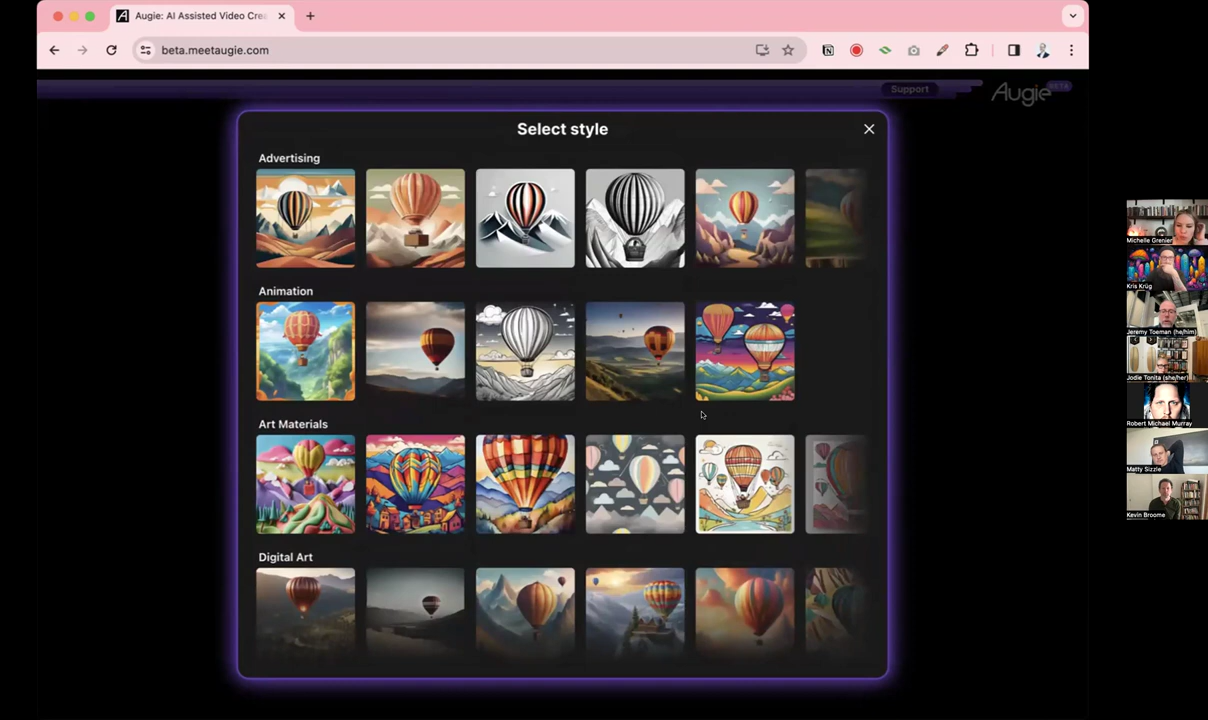 Augie: AI Assisted Video Crea
beta.meetaugie.com
Support
Augie BETA
Select style
Advertising
Animation
Art Materials
Digital Art
Michelle Grenier
Kris Krüg
Jeremy Toeman (he/him)
Jodie Tonita (she/her)
Robert Michael Murray
Matty Sizzle
Kevin Broome